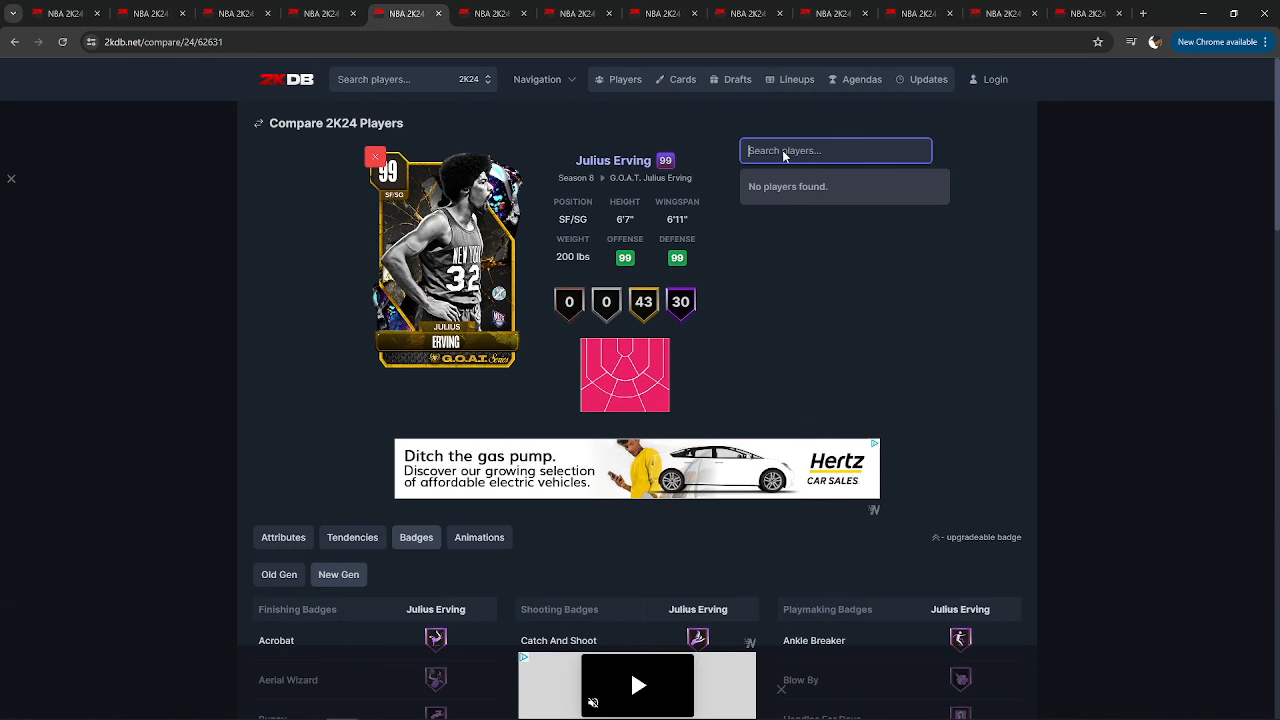 NBA 2K24 NBA 2K24 NBA 2K24 NBA 2K24 NBA 2K24 NBA 2K24 NBA 2K24 NBA 2K24 NBA 2K24 NBA 2K24 NBA 2K24 NBA 2K24 NBA 2K24
2kdb.net/compare/24/62631
New Chrome available
2KDB
Search players...
2K24
Navigation
Players
Cards
Drafts
Lineups
Agendas
Updates
Login
Compare 2K24 Players
99
SF/SG
NEW YORK
32
JULIUS
ERVING
G.O.A.T. Series
Julius Erving 99
Season 8 G.O.A.T. Julius Erving
POSITION HEIGHT WINGSPAN
SF/SG 6'7" 6'11"
WEIGHT OFFENSE DEFENSE
200 lbs 99 99
0 0 43 30
Search players...
No players found.
Ditch the gas pump.
Discover our growing selection
of affordable electric vehicles.
Hertz
CAR SALES
Attributes Tendencies Badges Animations
- upgradeable badge
Old Gen New Gen
Finishing Badges Julius Erving Shooting Badges Julius Erving Playmaking Badges Julius Erving
Acrobat Catch And Shoot Ankle Breaker
Aerial Wizard Blow By